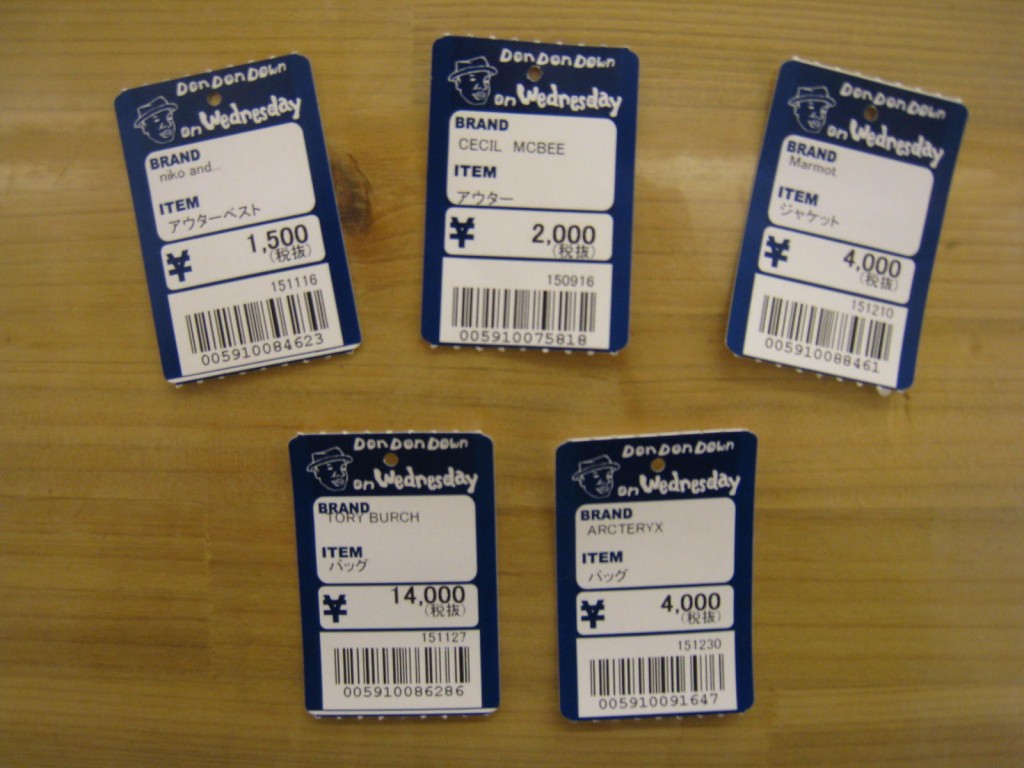 Don Don Down
on Wednesday
BRAND
niko and...
ITEM
アウターベスト
¥ 1,500
(税抜)
151116
005910084623
Don Don Down
on Wednesday
BRAND
CECIL MCBEE
ITEM
アウター
¥ 2,000
(税抜)
150916
005910075818
Don Don Down
on Wednesday
BRAND
Marmot
ITEM
ジャケット
¥ 4,000
(税抜)
151210
005910088461
Don Don Down
on Wednesday
BRAND
TORY BURCH
ITEM
バッグ
¥ 14,000
(税抜)
151127
005910086286
Don Don Down
on Wednesday
BRAND
ARCTERYX
ITEM
バッグ
¥ 4,000
(税抜)
151230
005910091647